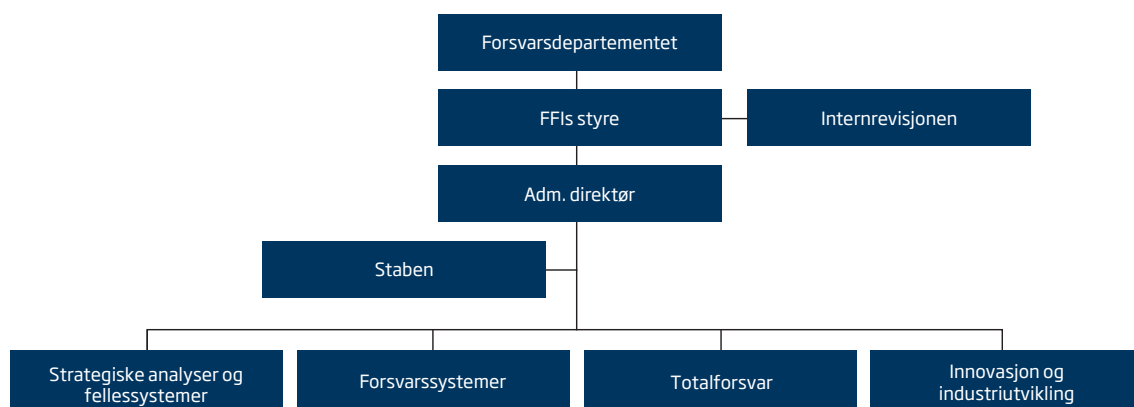 Forsvarsdepartementet
FFIs styre
Internrevisjonen
Adm. direktør
Staben
Strategiske analyser og
fellessystemer
Forsvarssystemer
Totalforsvar
Innovasjon og
industriutvikling